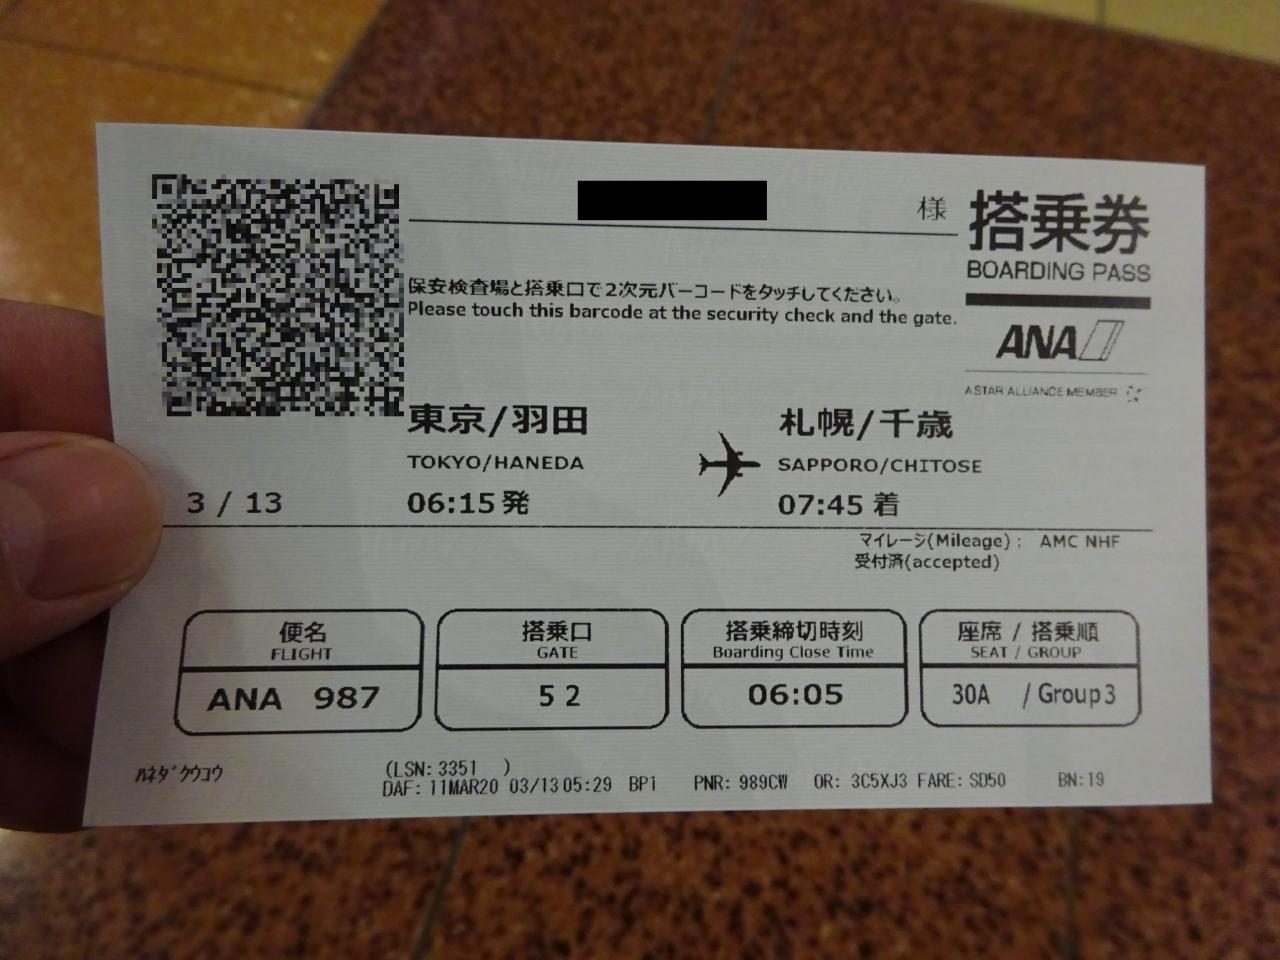 様
搭乗券
BOARDING PASS
保安検査場と搭乗口で2次元バーコードをタッチしてください。
Please touch this barcode at the security check and the gate.
ANA
A STAR ALLIANCE MEMBER
東京/羽田 札幌/千歳
TOKYO/HANEDA SAPPORO/CHITOSE
3 / 13 06:15 発 07:45 着
マイレージ(Mileage) : AMC NHF
受付済(accepted)
便名 搭乗口 搭乗締切時刻 座席 / 搭乗順
FLIGHT GATE Boarding Close Time SEAT / GROUP
ANA 987 52 06:05 30A / Group3
ﾊﾈﾀﾞｸｳｺｳ (LSN: 3351 )
DAF: 11MAR20 03/13 05:29 BP1 PNR: 989CW OR: 3C5XJ3 FARE: SD50 BN: 19